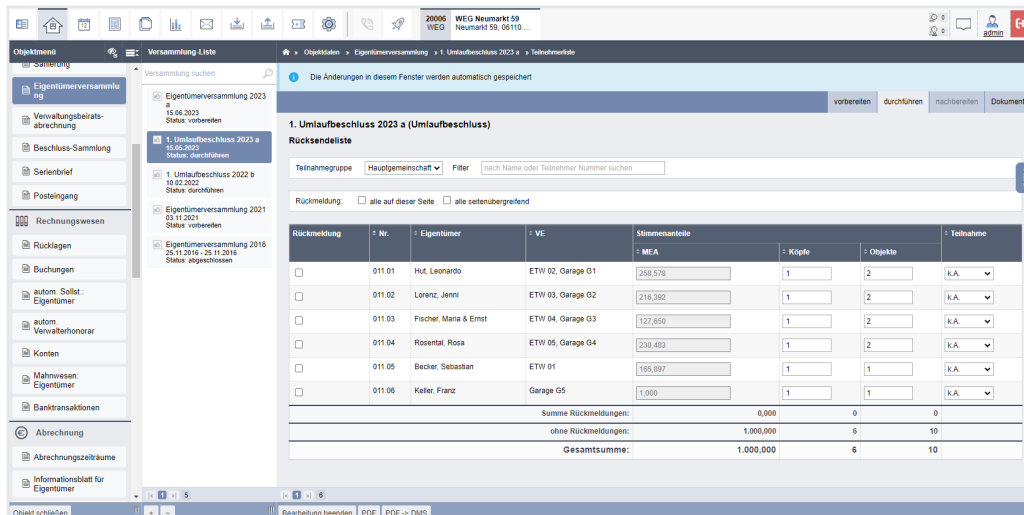 20006 WEG Neumarkt 59
WEG Neumarkt 59, 06110 ...
0
0
admin
Objektmenü
Versammlung-Liste
» Objektdaten » Eigentümerversammlung » 1. Umlaufbeschluss 2023 a » Teilnehmerliste
Sanierung
Eigentümerversammlu
ng
Verwaltungsbeirats-
abrechnung
Beschluss-Sammlung
Serienbrief
Posteingang
Rechnungswesen
Rücklagen
Buchungen
autom. Sollst.:
Eigentümer
autom.
Verwalterhonorar
Konten
Mahnwesen:
Eigentümer
Banktransaktionen
Abrechnung
Abrechnungszeiträume
Informationsblatt für
Eigentümer
Objekt schließen
Versammlung suchen
Eigentümerversammlung 2023
a
15.06.2023
Status: vorbereiten
1. Umlaufbeschluss 2023 a
15.05.2023
Status: durchführen
1. Umlaufbeschluss 2022 b
10.02.2022
Status: durchführen
Eigentümerversammlung 2021
03.11.2021
Status: vorbereiten
Eigentümerversammlung 2016
25.11.2016 - 25.11.2016
Status: abgeschlossen
1 5
+ -
Die Änderungen in diesem Fenster werden automatisch gespeichert
vorbereiten durchführen nachbereiten Dokument
1. Umlaufbeschluss 2023 a (Umlaufbeschluss)
Rücksendeliste
Teilnahmegruppe Hauptgemeinschaft Filter nach Name oder Teilnehmer Nummer suchen
Rückmeldung: alle auf dieser Seite alle seitenübergreifend
Rückmeldung Nr. Eigentümer VE Stimmenanteile Teilnahme
MEA Köpfe Objekte
011.01 Hut, Leonardo ETW 02, Garage G1 258,578 1 2 k.A.
011.02 Lorenz, Jenni ETW 03, Garage G2 216,392 1 2 k.A.
011.03 Fischer, Maria & Ernst ETW 04, Garage G3 127,650 1 2 k.A.
011.04 Rosental, Rosa ETW 05, Garage G4 230,483 1 2 k.A.
011.05 Becker, Sebastian ETW 01 165,897 1 1 k.A.
011.06 Keller, Franz Garage G5 1,000 1 1 k.A.
Summe Rückmeldungen: 0,000 0 0
ohne Rückmeldungen: 1.000,000 6 10
Gesamtsumme: 1.000,000 6 10
1 6
Bearbeitung beenden PDF PDF -> DMS